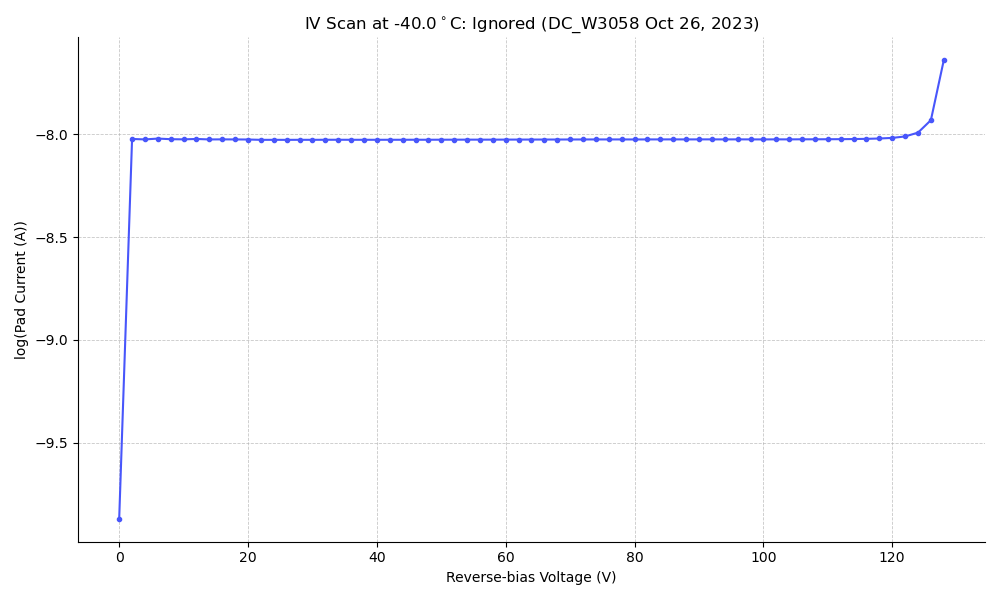 IV Scan at -40.0°C: Ignored (DC_W3058 Oct 26, 2023)
log(Pad Current (A))
−8.0
−8.5
−9.0
−9.5
0 20 40 60 80 100 120
Reverse-bias Voltage (V)